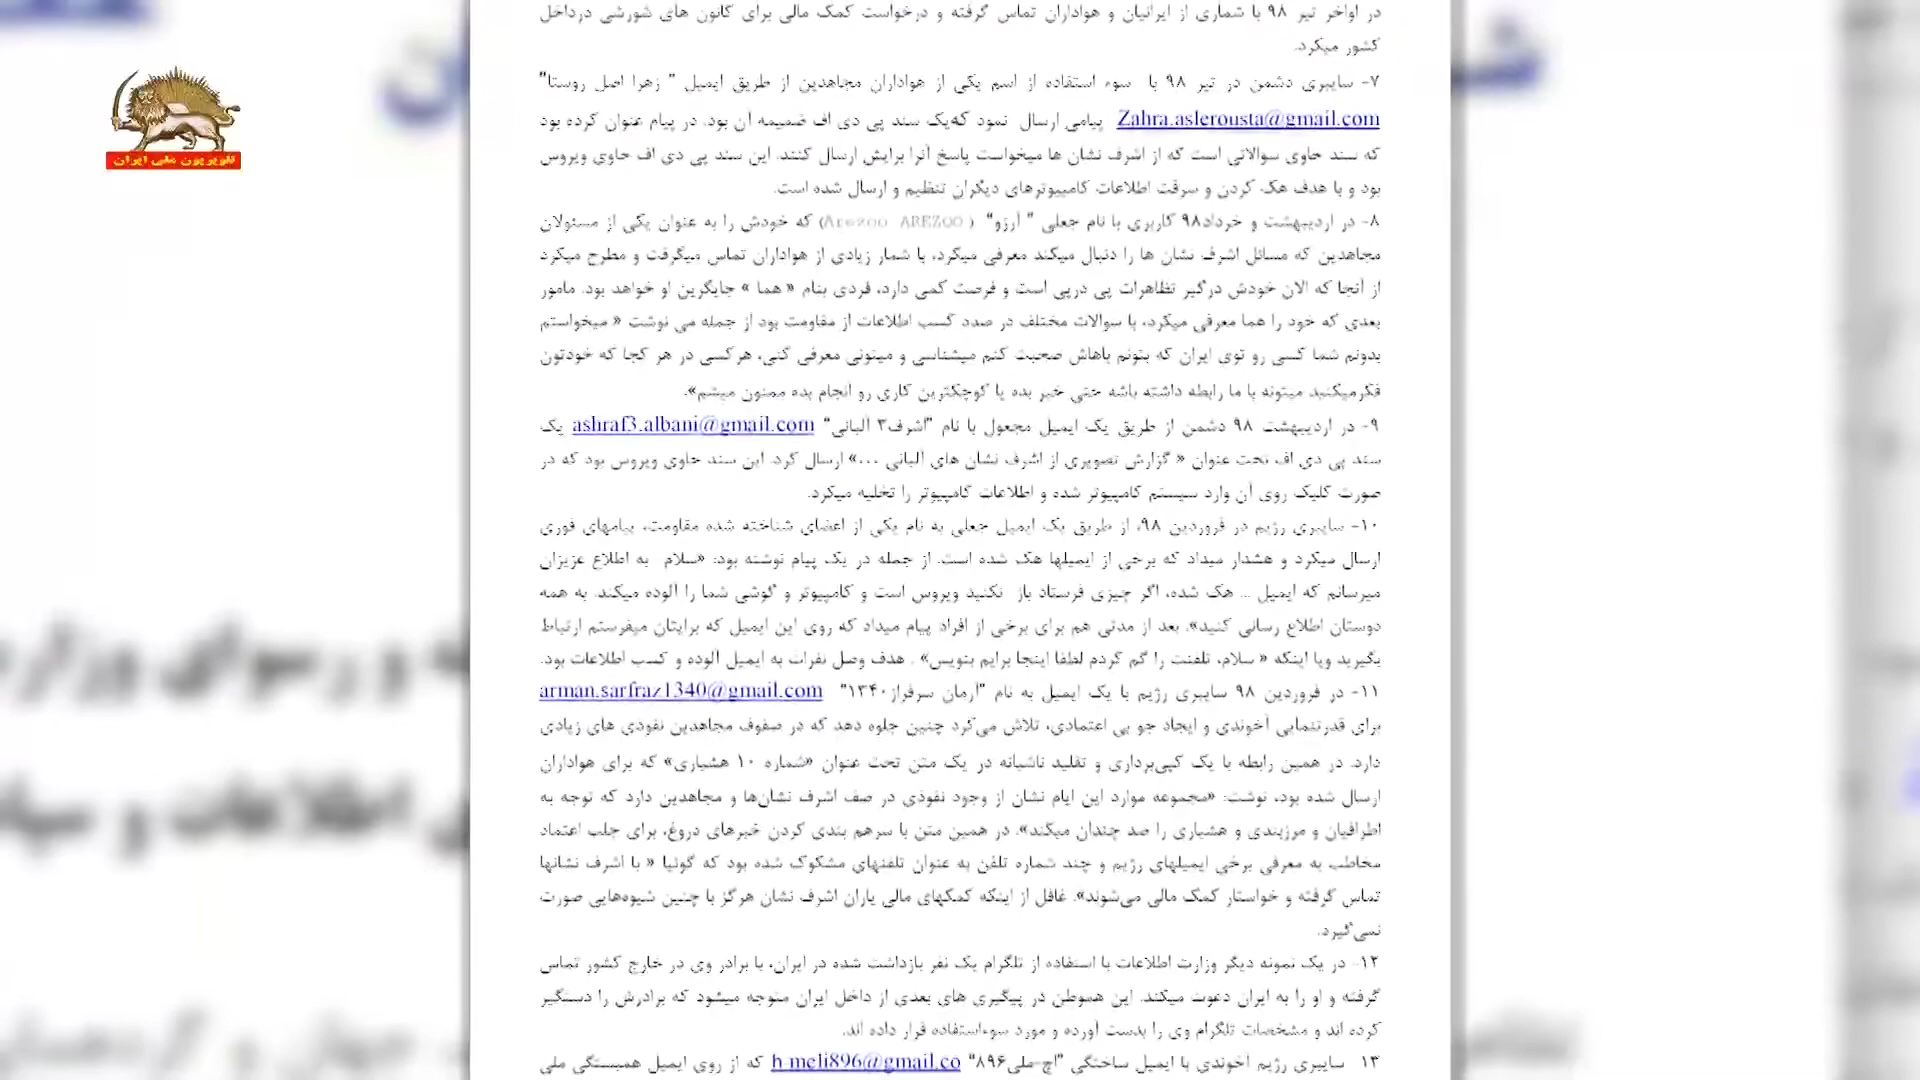 تلویزیون ملی ایران
در اواخر تیر ۹۸ با شماری از ایرانیان و هواداران تماس گرفته و درخواست کمک مالی برای کانون های شورشی درداخل
کشور میکرد.
۷- سایبری دشمن در تیر ۹۸ با سوء استفاده از اسم یکی از هواداران مجاهدین از طریق ایمیل " زهرا اصل روستا"
Zahra.aslerousta@gmail.com پیامی ارسال نمود که‌یک سند پی دی اف ضمیمه آن بود. در پیام عنوان کرده بود
که سند حاوی سوالاتی است که از اشرف نشان ها میخواست پاسخ آنرا برایش ارسال کنند. این سند پی دی اف حاوی ویروس
بود و با هدف هک کردن و سرقت اطلاعات کامپیوترهای دیگران تنظیم و ارسال شده است.
۸- در اردیبهشت و خرداد۹۸ کاربری با نام جعلی " آرزو" ( Arezoo AREZOO) که خودش را به عنوان یکی از مسئولان
مجاهدین که مسائل اشرف نشان ها را دنبال میکند معرفی میکرد، با شمار زیادی از هواداران تماس میگرفت و مطرح میکرد
از آنجا که الان خودش درگیر تظاهرات پی درپی است و فرصت کمی دارد، فردی بنام « هما » جایگزین او خواهد بود. مامور
بعدی که خود را هما معرفی میکرد، با سوالات مختلف در صدد کسب اطلاعات از مقاومت بود از جمله می نوشت « میخواستم
بدونم شما کسی رو توی ایران که بتونم باهاش صحبت کنم میشناسی و میتونی معرفی کنی، هرکسی در هر کجا که خودتون
فکرمیکنید میتونه با ما رابطه داشته باشه حتی خبر بده یا کوچکترین کاری رو انجام بده ممنون میشم».
۹- در اردیبهشت ۹۸ دشمن از طریق یک ایمیل مجعول با نام "اشرف۳ آلبانی" ashraf3.albani@gmail.com یک
سند پی دی اف تحت عنوان « گزارش تصویری از اشرف نشان های آلبانی ...» ارسال کرد. این سند حاوی ویروس بود که در
صورت کلیک روی آن وارد سیستم کامپیوتر شده و اطلاعات کامپیوتر را تخلیه میکرد.
۱۰- سایبری رژیم در فروردین ۹۸، از طریق یک ایمیل جعلی به نام یکی از اعضای شناخته شده مقاومت، پیامهای فوری
ارسال میکرد و هشدار میداد که برخی از ایمیلها هک شده است. از جمله در یک پیام نوشته بود: «سلام به اطلاع عزیزان
میرسانم که ایمیل ... هک شده، اگر چیزی فرستاد باز نکنید ویروس است و کامپیوتر و گوشی شما را آلوده میکند. به همه
دوستان اطلاع رسانی کنید». بعد از مدتی هم برای برخی از افراد پیام میداد که روی این ایمیل که برایتان میفرستم ارتباط
بگیرید ویا اینکه « سلام، تلفنت را گم کردم لطفا اینجا برایم بنویس» . هدف وصل نفرات به ایمیل آلوده و کسب اطلاعات بود.
۱۱- در فروردین ۹۸ سایبری رژیم با یک ایمیل به نام "آرمان سرفراز۱۳۴۰" arman.sarfraz1340@gmail.com
برای قدرتنمایی آخوندی و ایجاد جو بی اعتمادی، تلاش می‌کرد چنین جلوه دهد که در صفوف مجاهدین نفوذی های زیادی
دارد. در همین رابطه با یک کپی‌برداری و تقلید ناشیانه در یک متن تحت عنوان «شماره ۱۰ هشیاری» که برای هواداران
ارسال شده بود، نوشت: «مجموعه موارد این ایام نشان از وجود نفوذی در صف اشرف نشان‌ها و مجاهدین دارد که توجه به
اطرافیان و مرزبندی و هشیاری را صد چندان میکند». در همین متن با سرهم بندی کردن خبرهای دروغ، برای جلب اعتماد
مخاطب به معرفی برخی ایمیلهای رژیم و چند شماره تلفن به عنوان تلفنهای مشکوک شده بود که گوئیا « با اشرف نشانها
تماس گرفته و خواستار کمک مالی می‌شوند». غافل از اینکه کمکهای مالی یاران اشرف نشان هرگز با چنین شیوه‌هایی صورت
نمی‌گیرد.
۱۲- در یک نمونه دیگر وزارت اطلاعات با استفاده از تلگرام یک نفر بازداشت شده در ایران، با برادر وی در خارج کشور تماس
گرفته و او را به ایران دعوت میکند. این هموطن در پیگیری های بعدی از داخل ایران متوجه میشود که برادرش را دستگیر
کرده اند و مشخصات تلگرام وی را بدست آورده و مورد سوءاستفاده قرار داده اند.
۱۳ سایبری رژیم آخوندی با ایمیل ساختگی "اچ-ملی۸۹۶" h-meli896@gmail.co که از روی ایمیل همبستگی ملی